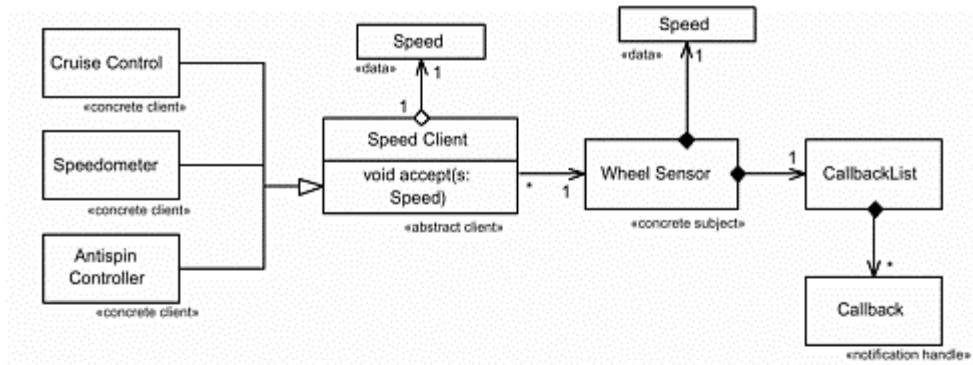 Cruise Control
«concrete client»
Speedometer
«concrete client»
Antispin
Controller
«concrete client»
Speed
«data»
1
1
Speed Client
void accept(s:
Speed)
«abstract client»
*
1
Speed
«data»
1
Wheel Sensor
«concrete subject»
1
CallbackList
*
Callback
«notification handle»